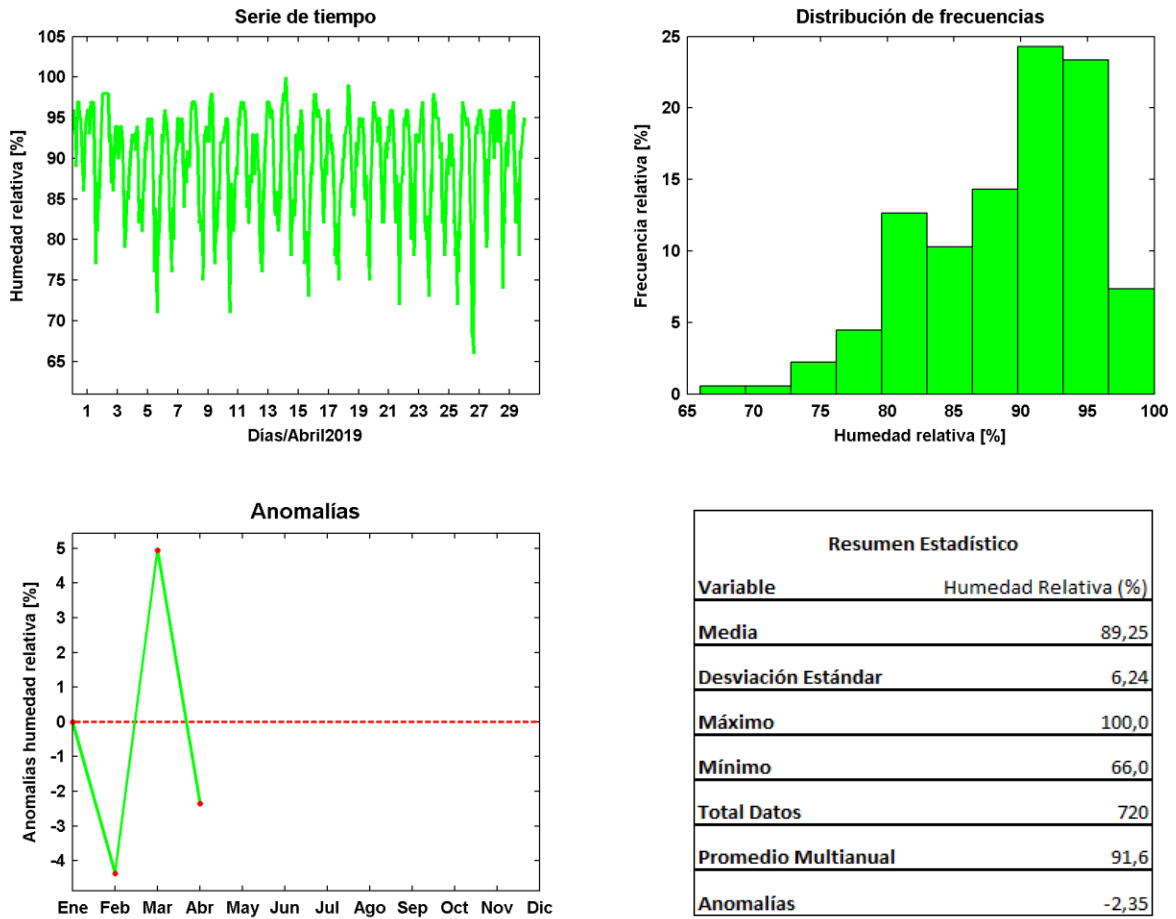 Serie de tiempo
105
100
95
90
85
80
75
70
65
Humedad relativa [%]
1 3 5 7 9 11 13 15 17 19 21 23 25 27 29
Días/Abril2019
Distribución de frecuencias
25
20
15
10
5
0
Frecuencia relativa [%]
65 70 75 80 85 90 95 100
Humedad relativa [%]
Anomalías
5
4
3
2
1
0
-1
-2
-3
-4
Anomalías humedad relativa [%]
Ene Feb Mar Abr May Jun Jul Ago Sep Oct Nov Dic
Resumen Estadístico
Variable Humedad Relativa (%)
Media 89,25
Desviación Estándar 6,24
Máximo 100,0
Mínimo 66,0
Total Datos 720
Promedio Multianual 91,6
Anomalías -2,35